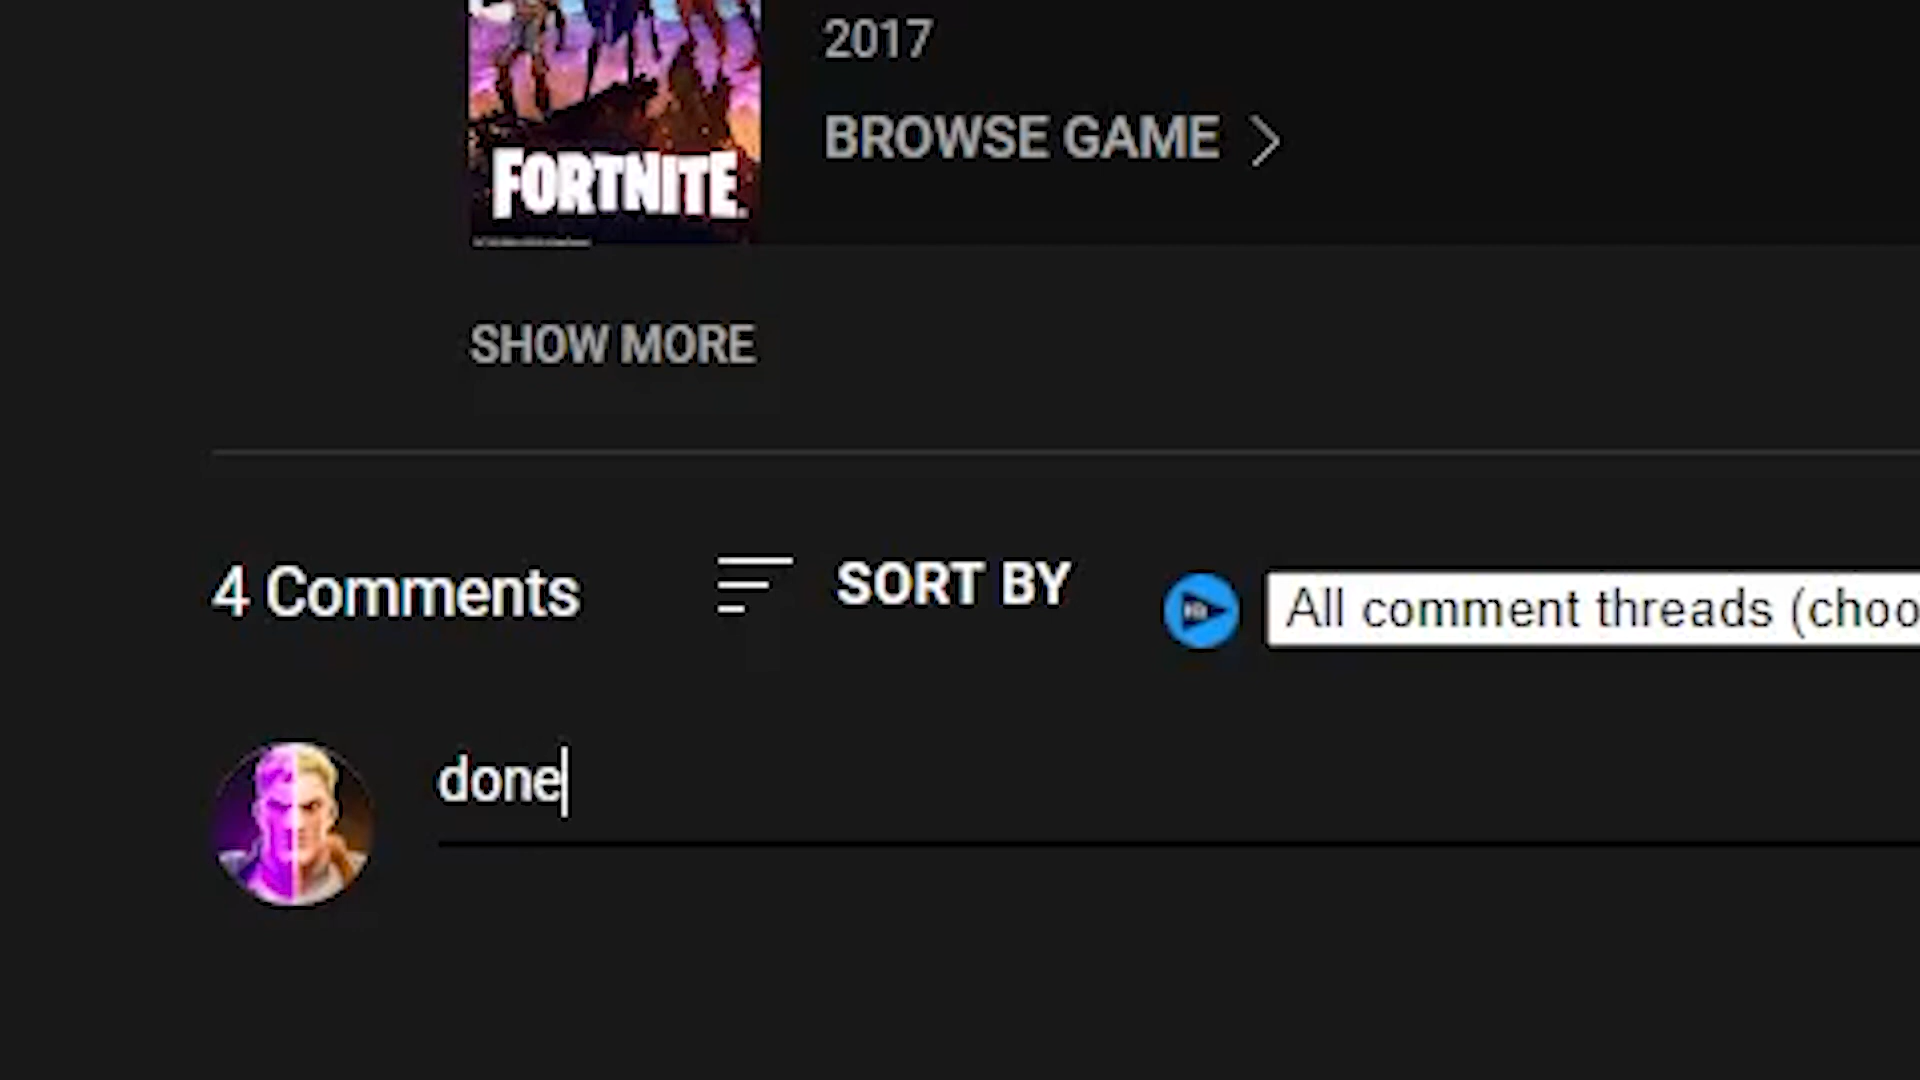 2017
BROWSE GAME
FORTNITE
SHOW MORE
4 Comments
SORT BY
All comment threads (choo
done